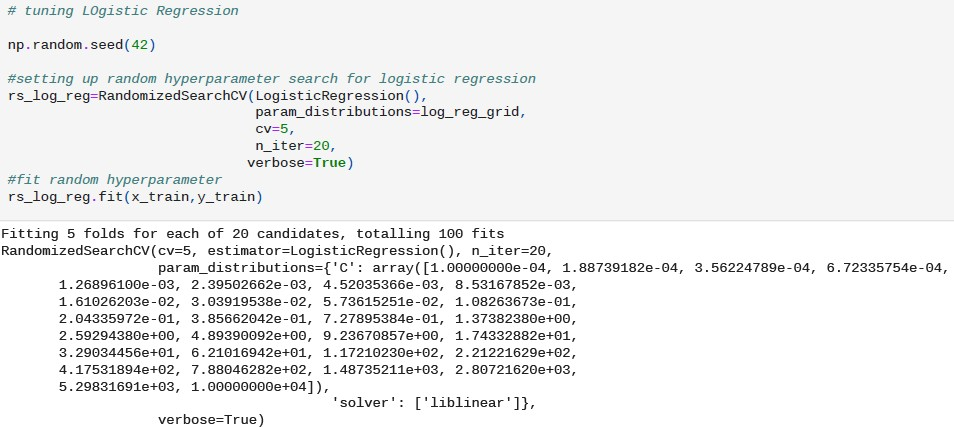 # tuning LOgistic Regression
np.random.seed(42)
#setting up random hyperparameter search for logistic regression
rs_log_reg=RandomizedSearchCV(LogisticRegression(),
param_distributions=log_reg_grid,
cv=5,
n_iter=20,
verbose=True)
#fit random hyperparameter
rs_log_reg.fit(x_train,y_train)
Fitting 5 folds for each of 20 candidates, totalling 100 fits
RandomizedSearchCV(cv=5, estimator=LogisticRegression(), n_iter=20,
param_distributions={'C': array([1.00000000e-04, 1.88739182e-04, 3.56224789e-04, 6.72335754e-04,
1.26896100e-03, 2.39502662e-03, 4.52035366e-03, 8.53167852e-03,
1.61026203e-02, 3.03919538e-02, 5.73615251e-02, 1.08263673e-01,
2.04335972e-01, 3.85662042e-01, 7.27895384e-01, 1.37382380e+00,
2.59294380e+00, 4.89390092e+00, 9.23670857e+00, 1.74332882e+01,
3.29034456e+01, 6.21016942e+01, 1.17210230e+02, 2.21221629e+02,
4.17531894e+02, 7.88046282e+02, 1.48735211e+03, 2.80721620e+03,
5.29831691e+03, 1.00000000e+04]),
'solver': ['liblinear']},
verbose=True)